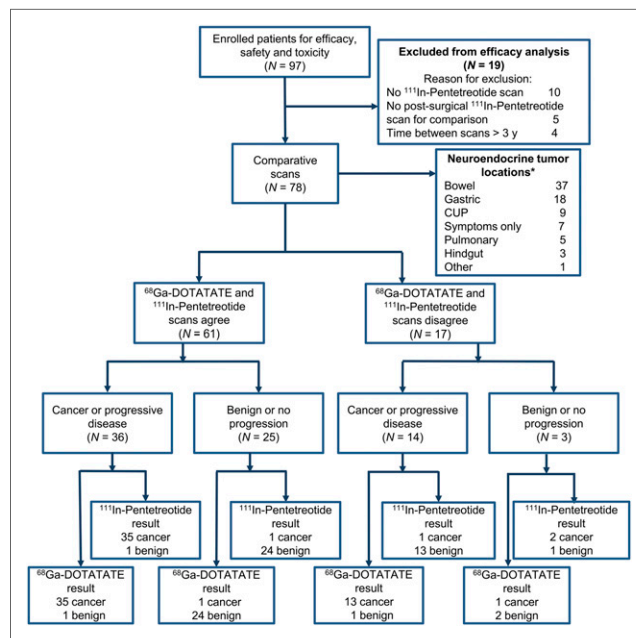 Enrolled patients for efficacy,
safety and toxicity
(N = 97)
Excluded from efficacy analysis
(N = 19)
Reason for exclusion:
No ¹¹¹In-Pentetreotide scan 10
No post-surgical ¹¹¹In-Pentetreotide
scan for comparison 5
Time between scans > 3 y 4
Comparative
scans
(N = 78)
Neuroendocrine tumor
locations*
Bowel 37
Gastric 18
CUP 9
Symptoms only 7
Pulmonary 5
Hindgut 3
Other 1
⁶⁸Ga-DOTATATE and
¹¹¹In-Pentetreotide
scans agree
(N = 61)
⁶⁸Ga-DOTATATE and
¹¹¹In-Pentetreotide
scans disagree
(N = 17)
Cancer or progressive
disease
(N = 36)
Benign or no
progression
(N = 25)
Cancer or progressive
disease
(N = 14)
Benign or no
progression
(N = 3)
¹¹¹In-Pentetreotide
result
35 cancer
1 benign
¹¹¹In-Pentetreotide
result
1 cancer
24 benign
¹¹¹In-Pentetreotide
result
1 cancer
13 benign
¹¹¹In-Pentetreotide
result
2 cancer
1 benign
⁶⁸Ga-DOTATATE
result
35 cancer
1 benign
⁶⁸Ga-DOTATATE
result
1 cancer
24 benign
⁶⁸Ga-DOTATATE
result
13 cancer
1 benign
⁶⁸Ga-DOTATATE
result
1 cancer
2 benign